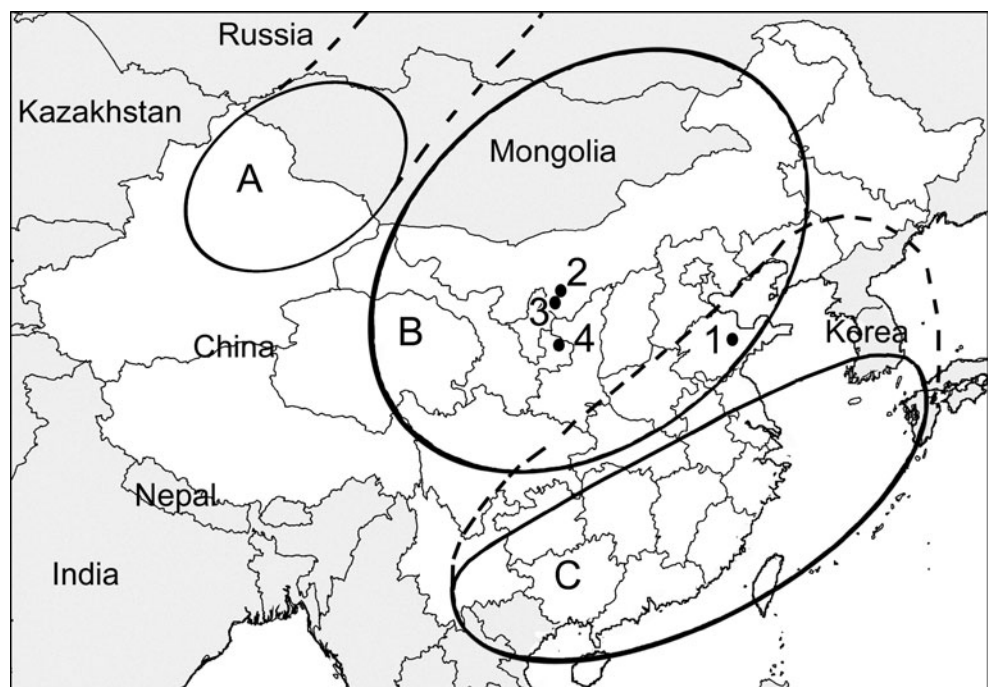 Russia
Kazakhstan
Mongolia
A
2
3
B
China
4
1
Korea
Nepal
India
C